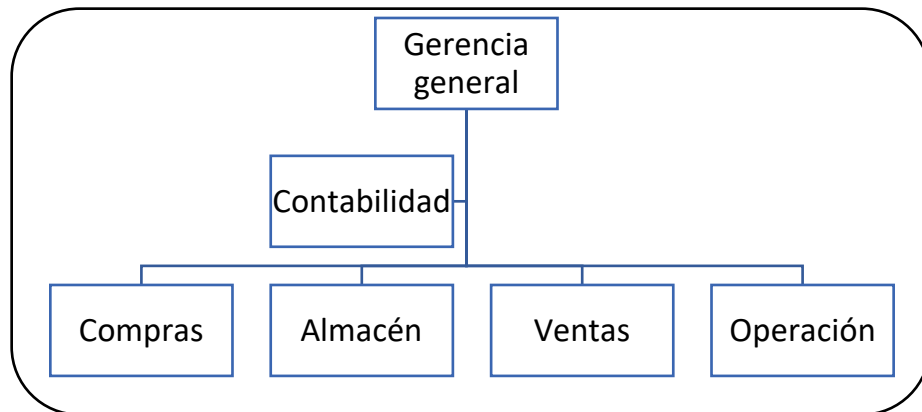 Gerencia
general
Contabilidad
Compras
Almacén
Ventas
Operación